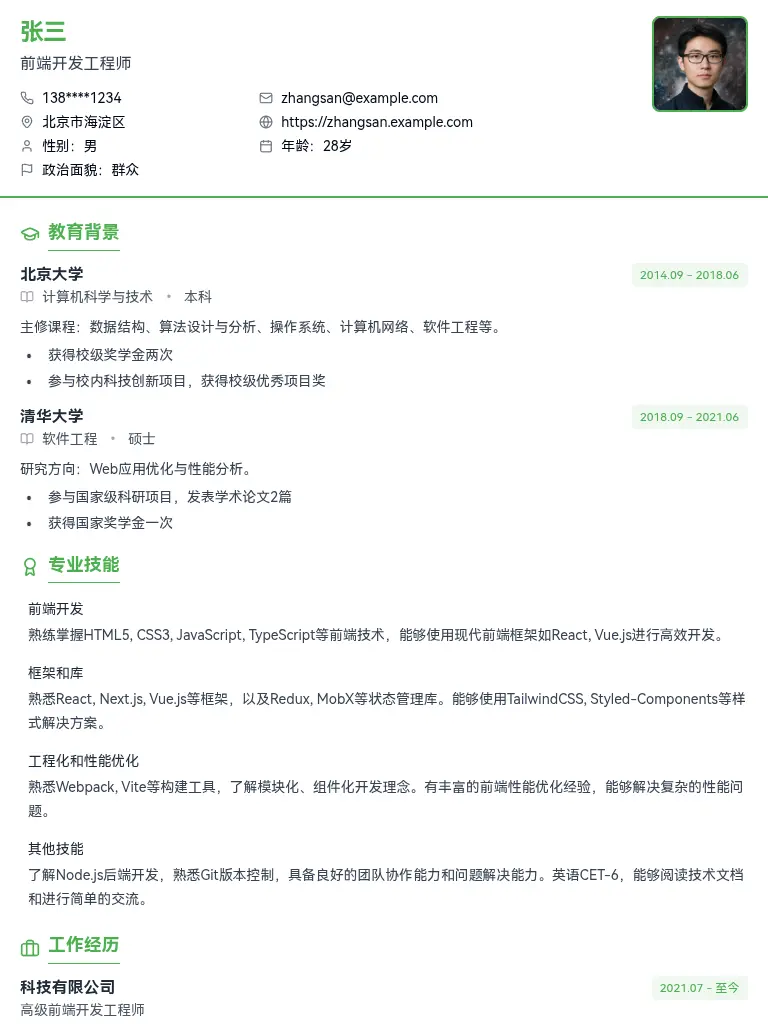 张三
前端开发工程师
138****1234
zhangsan@example.com
北京市海淀区
https://zhangsan.example.com
性别：男
年龄：28岁
政治面貌：群众
教育背景
北京大学
2014.09 - 2018.06
计算机科学与技术 • 本科
主修课程：数据结构、算法设计与分析、操作系统、计算机网络、软件工程等。
• 获得校级奖学金两次
• 参与校内科技创新项目，获得校级优秀项目奖
清华大学
2018.09 - 2021.06
软件工程 • 硕士
研究方向：Web应用优化与性能分析。
• 参与国家级科研项目，发表学术论文2篇
• 获得国家奖学金一次
专业技能
前端开发
熟练掌握HTML5, CSS3, JavaScript, TypeScript等前端技术，能够使用现代前端框架如React, Vue.js进行高效开发。
框架和库
熟悉React, Next.js, Vue.js等框架，以及Redux, MobX等状态管理库。能够使用TailwindCSS, Styled-Components等样
式解决方案。
工程化和性能优化
熟悉Webpack, Vite等构建工具，了解模块化、组件化开发理念。有丰富的前端性能优化经验，能够解决复杂的性能问
题。
其他技能
了解Node.js后端开发，熟悉Git版本控制，具备良好的团队协作能力和问题解决能力。英语CET-6，能够阅读技术文档
和进行简单的交流。
工作经历
科技有限公司
2021.07 - 至今
高级前端开发工程师